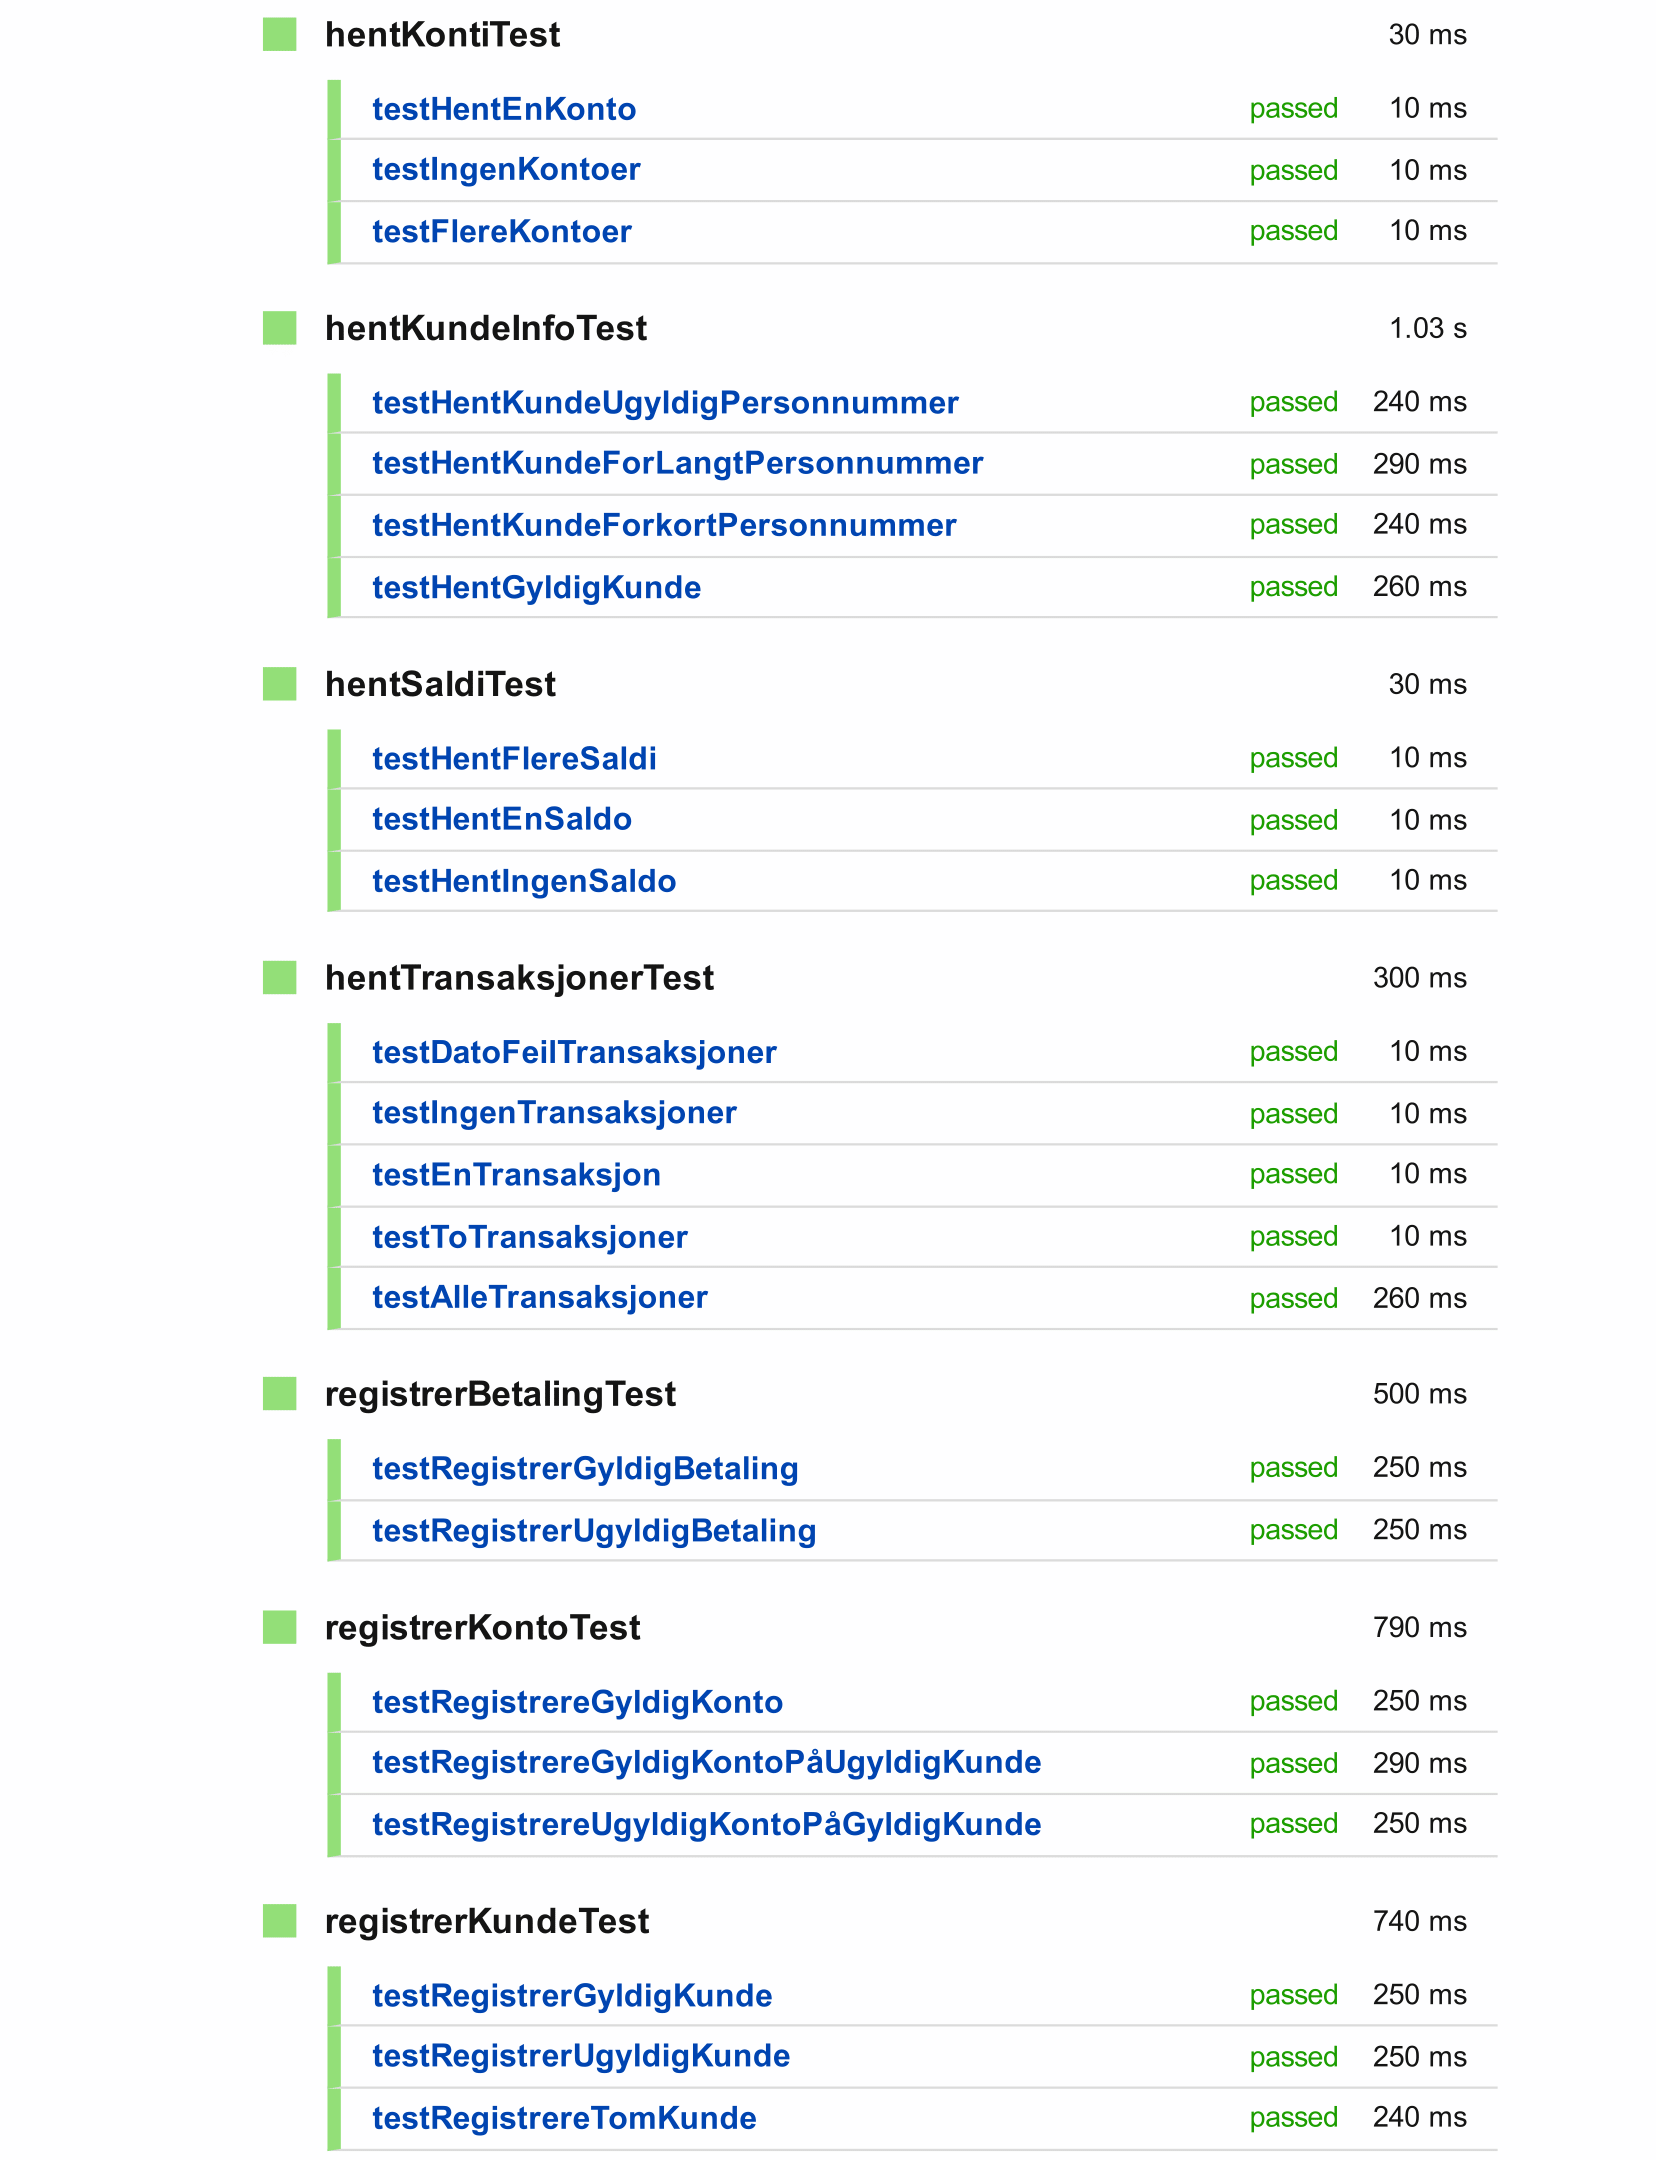 hentKontiTest 30 ms
testHentEnKonto passed 10 ms
testIngenKontoer passed 10 ms
testFlereKontoer passed 10 ms
hentKundeInfoTest 1.03 s
testHentKundeUgyldigPersonnummer passed 240 ms
testHentKundeForLangtPersonnummer passed 290 ms
testHentKundeForkortPersonnummer passed 240 ms
testHentGyldigKunde passed 260 ms
hentSaldiTest 30 ms
testHentFlereSaldi passed 10 ms
testHentEnSaldo passed 10 ms
testHentIngenSaldo passed 10 ms
hentTransaksjonerTest 300 ms
testDatoFeilTransaksjoner passed 10 ms
testIngenTransaksjoner passed 10 ms
testEnTransaksjon passed 10 ms
testToTransaksjoner passed 10 ms
testAlleTransaksjoner passed 260 ms
registrerBetalingTest 500 ms
testRegistrerGyldigBetaling passed 250 ms
testRegistrerUgyldigBetaling passed 250 ms
registrerKontoTest 790 ms
testRegistrereGyldigKonto passed 250 ms
testRegistrereGyldigKontoPåUgyldigKunde passed 290 ms
testRegistrereUgyldigKontoPåGyldigKunde passed 250 ms
registrerKundeTest 740 ms
testRegistrerGyldigKunde passed 250 ms
testRegistrerUgyldigKunde passed 250 ms
testRegistrereTomKunde passed 240 ms